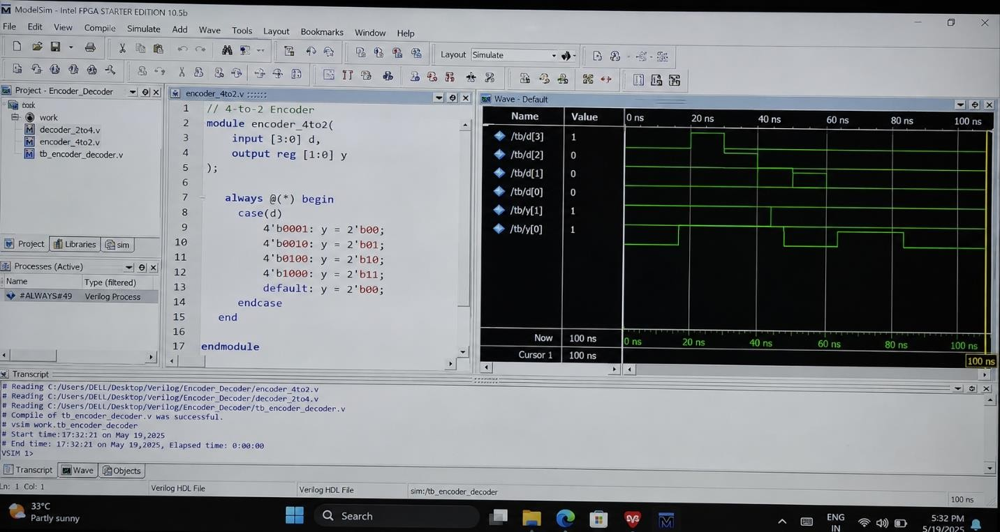 ModelSim - Intel FPGA STARTER EDITION 10.5b
File Edit View Compile Simulate Add Wave Tools Layout Bookmarks Window Help
Layout Simulate
Project - Encoder_Decoder
work
decoder_2to4.v
encoder_4to2.v
tb_encoder_decoder.v
Project Libraries sim
Processes (Active)
Name Type (filtered)
#ALWAYS#49 Verilog Process
encoder_4to2.v
1 // 4-to-2 Encoder
2 module encoder_4to2(
3 input [3:0] d,
4 output reg [1:0] y
5 );
6
7 always @(*) begin
8 case(d)
9 4'b0001: y = 2'b00;
10 4'b0010: y = 2'b01;
11 4'b0100: y = 2'b10;
12 4'b1000: y = 2'b11;
13 default: y = 2'b00;
14 endcase
15 end
16
17 endmodule
Wave - Default
Name Value 0 ns 20 ns 40 ns 60 ns 80 ns 100 ns
/tb/d[3] 1
/tb/d[2] 0
/tb/d[1] 0
/tb/d[0] 0
/tb/y[1] 1
/tb/y[0] 1
Now 100 ns 0 ns 20 ns 40 ns 60 ns 80 ns 100 ns
Cursor 1 100 ns 100 ns
Transcript
# Reading C:/Users/DELL/Desktop/Verilog/Encoder_Decoder/encoder_4to2.v
# Reading C:/Users/DELL/Desktop/Verilog/Encoder_Decoder/decoder_2to4.v
# Reading C:/Users/DELL/Desktop/Verilog/Encoder_Decoder/tb_encoder_decoder.v
# Compile of tb_encoder_decoder.v was successful.
# vsim work.tb_encoder_decoder
# Start time:17:32:21 on May 19,2025
# End time: 17:32:21 on May 19,2025, Elapsed time: 0:00:00
VSIM 1>
Transcript Wave Objects
Ln: 1 Col: 1 Verilog HDL File Verilog HDL File sim:/tb_encoder_decoder 100 ns
33°C
Partly sunny
Search
ENG
IN
5:32 PM
5/19/2025